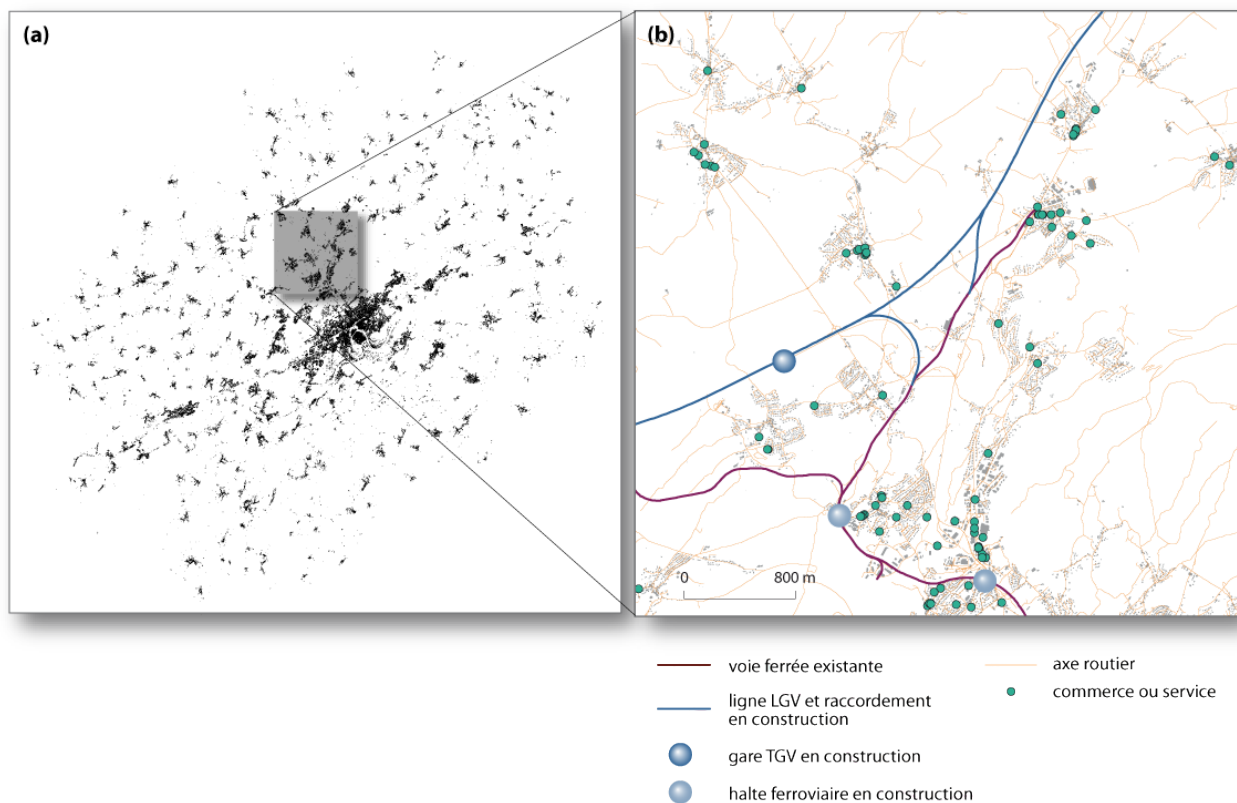 (a)
(b)
0 800 m
voie ferrée existante
ligne LGV et raccordement
en construction
gare TGV en construction
halte ferroviaire en construction
axe routier
commerce ou service